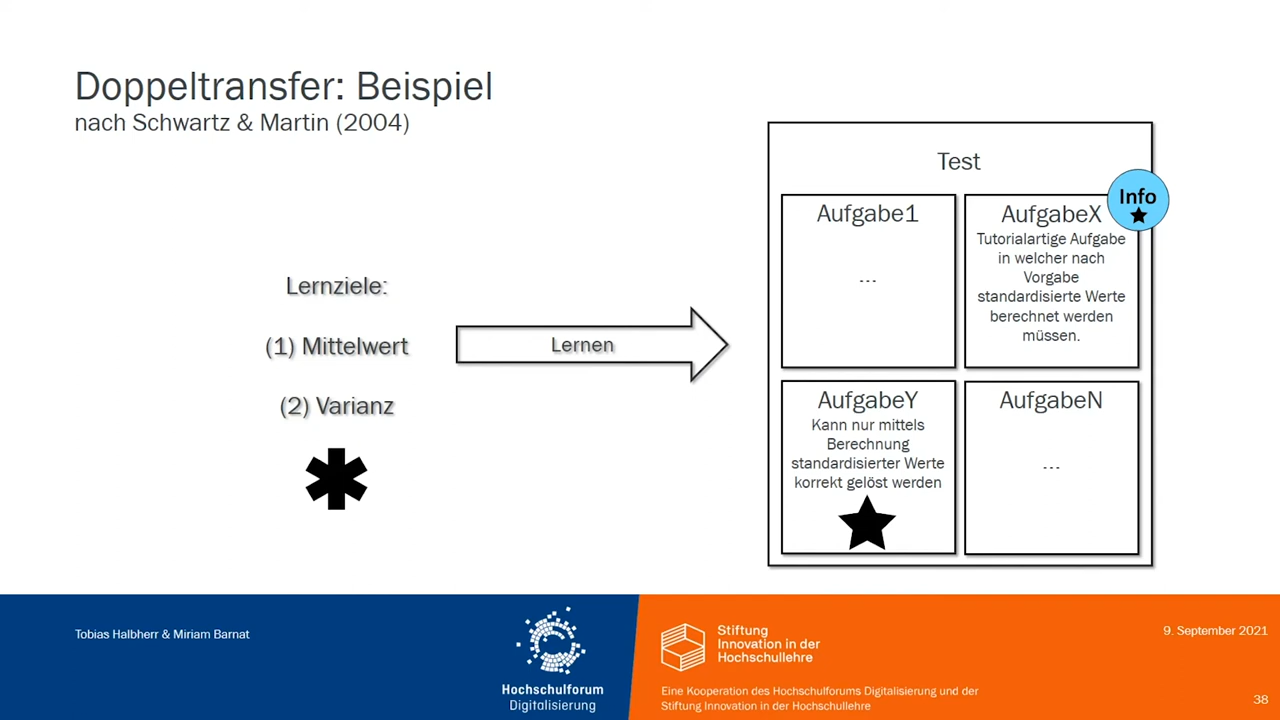 Doppeltransfer: Beispiel
nach Schwartz & Martin (2004)
Lernziele:
(1) Mittelwert
(2) Varianz
Lernen
Test
Aufgabe1
...
AufgabeX
Tutorialartige Aufgabe
in welcher nach
Vorgabe
standardisierte Werte
berechnet werden
müssen.
Info
AufgabeY
Kann nur mittels
Berechnung
standardisierter Werte
korrekt gelöst werden
AufgabeN
...
Tobias Halbherr & Miriam Barnat
Hochschulforum
Digitalisierung
Stiftung
Innovation in der
Hochschullehre
Eine Kooperation des Hochschulforums Digitalisierung und der
Stiftung Innovation in der Hochschullehre
9. September 2021
38